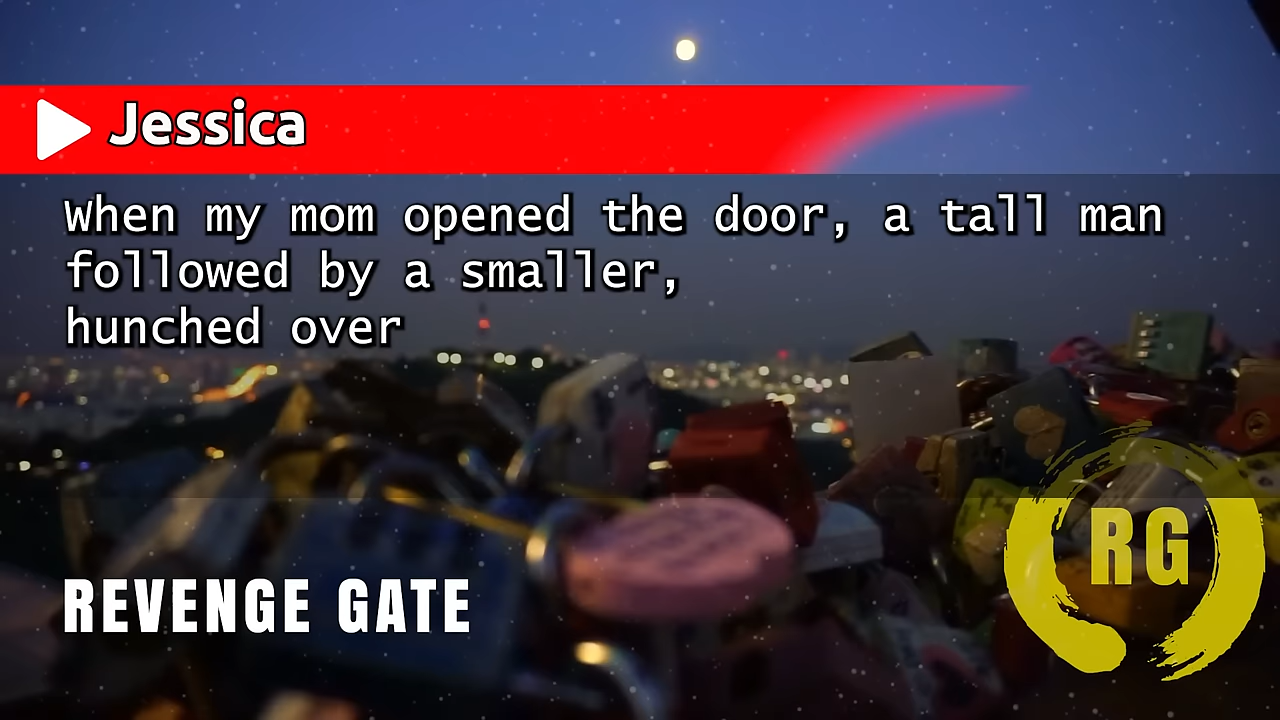 Jessica
When my mom opened the door, a tall man
followed by a smaller,
hunched over
RG
REVENGE GATE